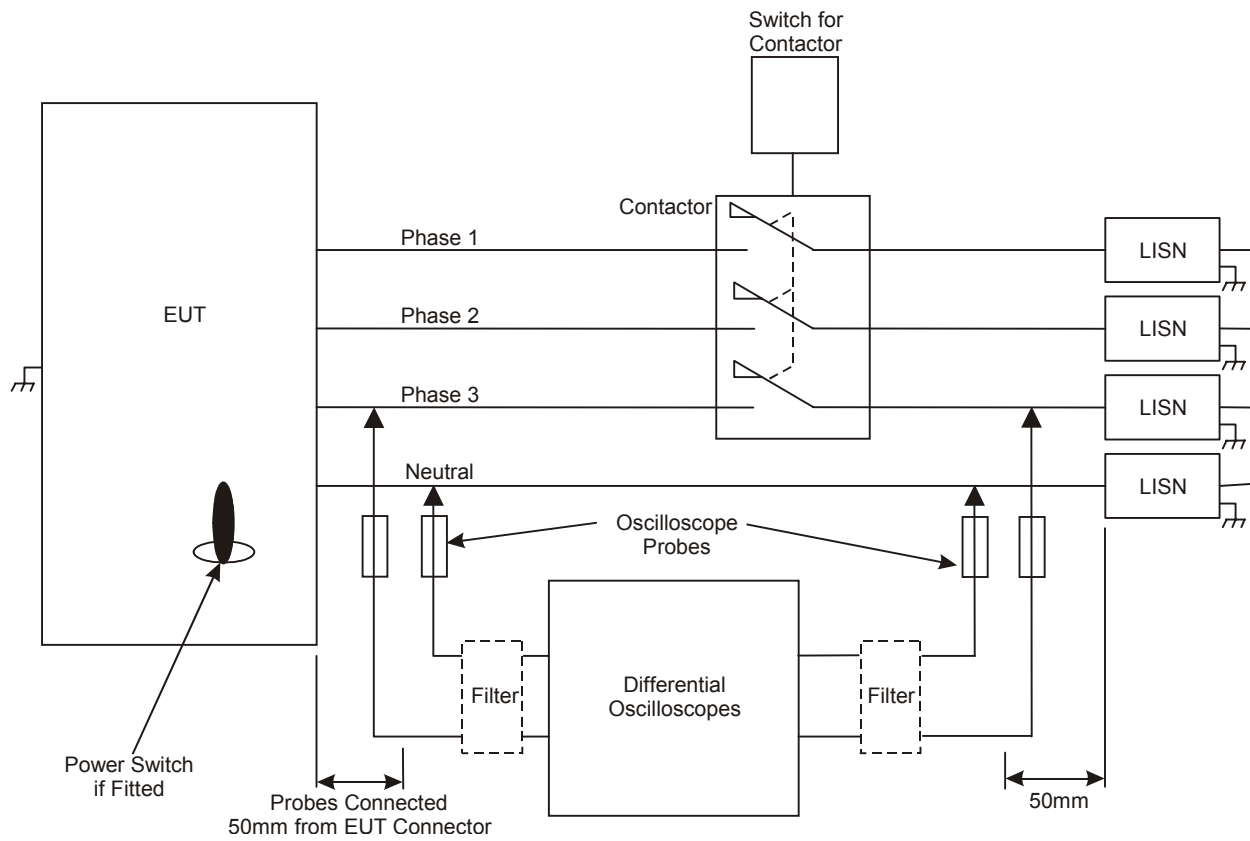 Switch for
Contactor
Contactor
Phase 1
LISN
EUT
Phase 2
LISN
Phase 3
LISN
Neutral
LISN
Oscilloscope
Probes
Filter
Differential
Oscilloscopes
Filter
Power Switch
if Fitted
Probes Connected
50mm from EUT Connector
50mm